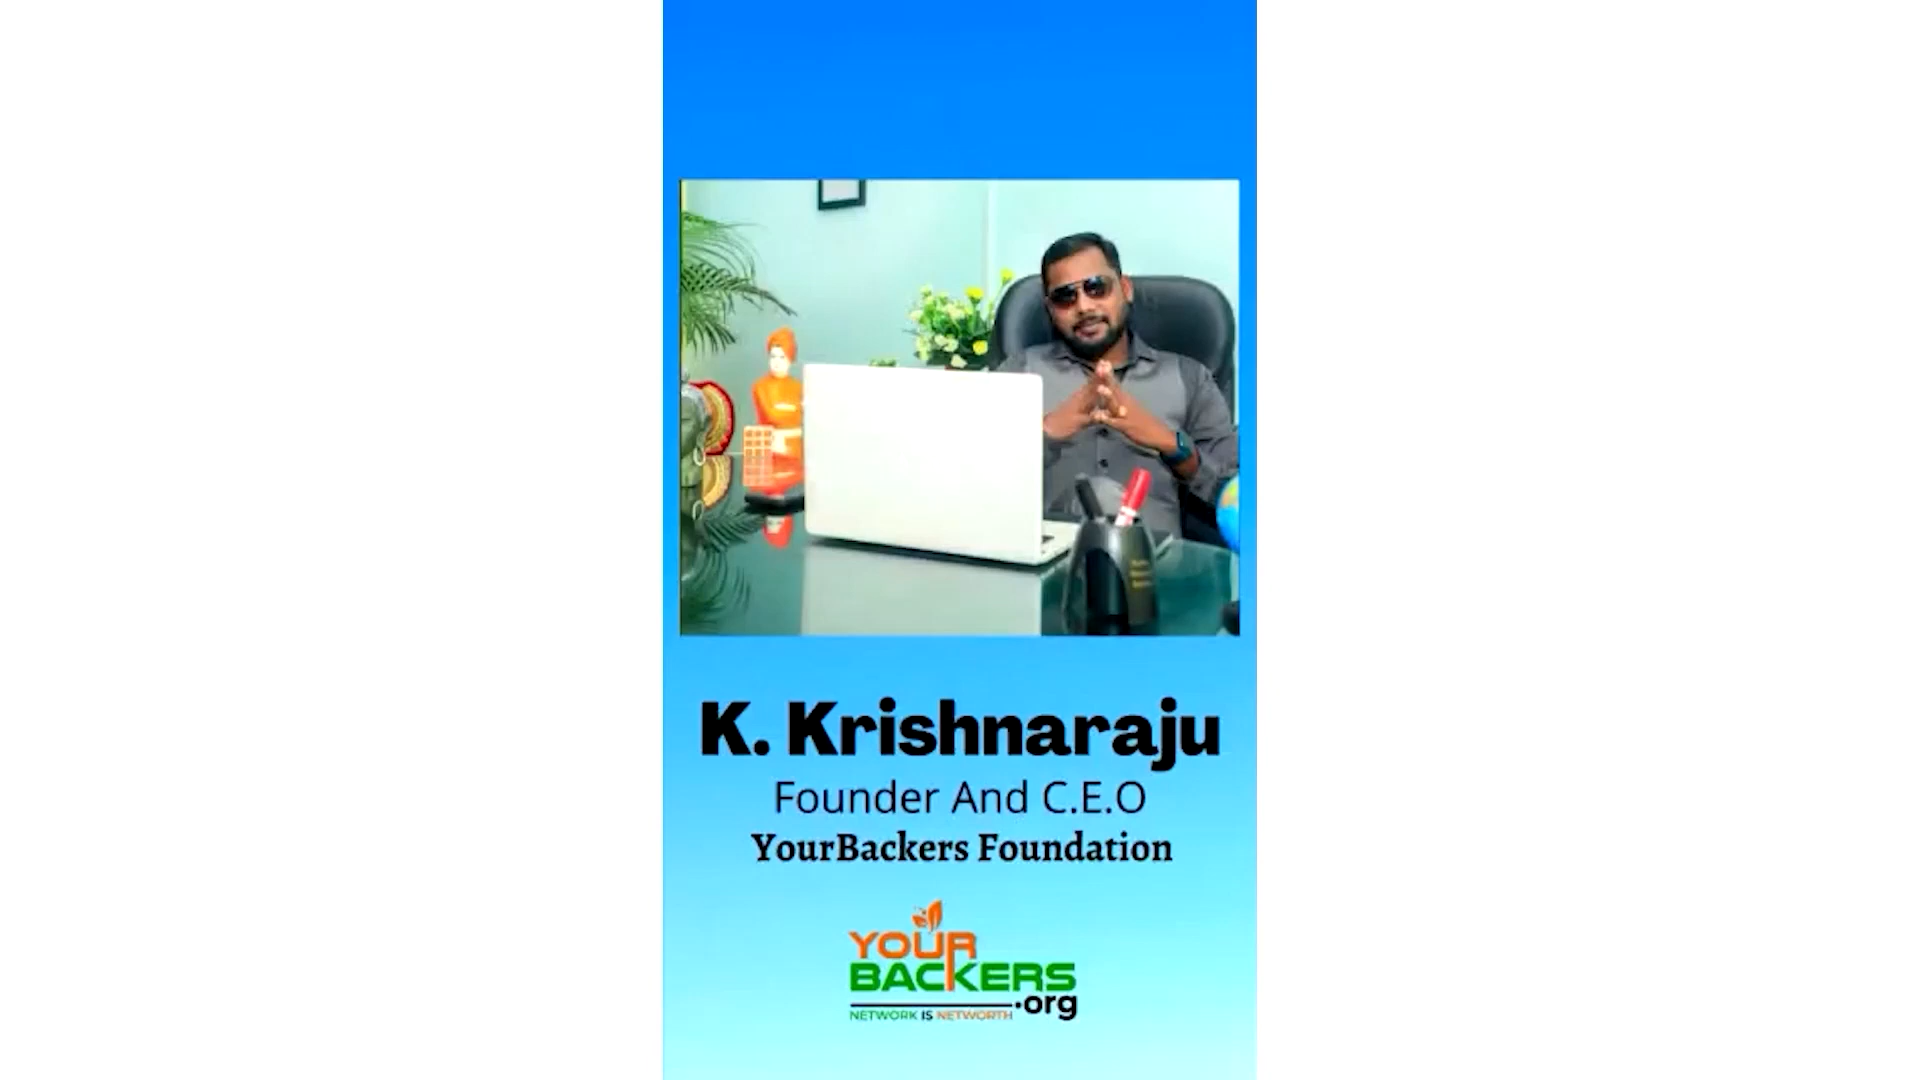 K. Krishnaraju
Founder And C.E.O
YourBackers Foundation
YOUR
BACKERS
.org
NETWORK IS NETWORTH